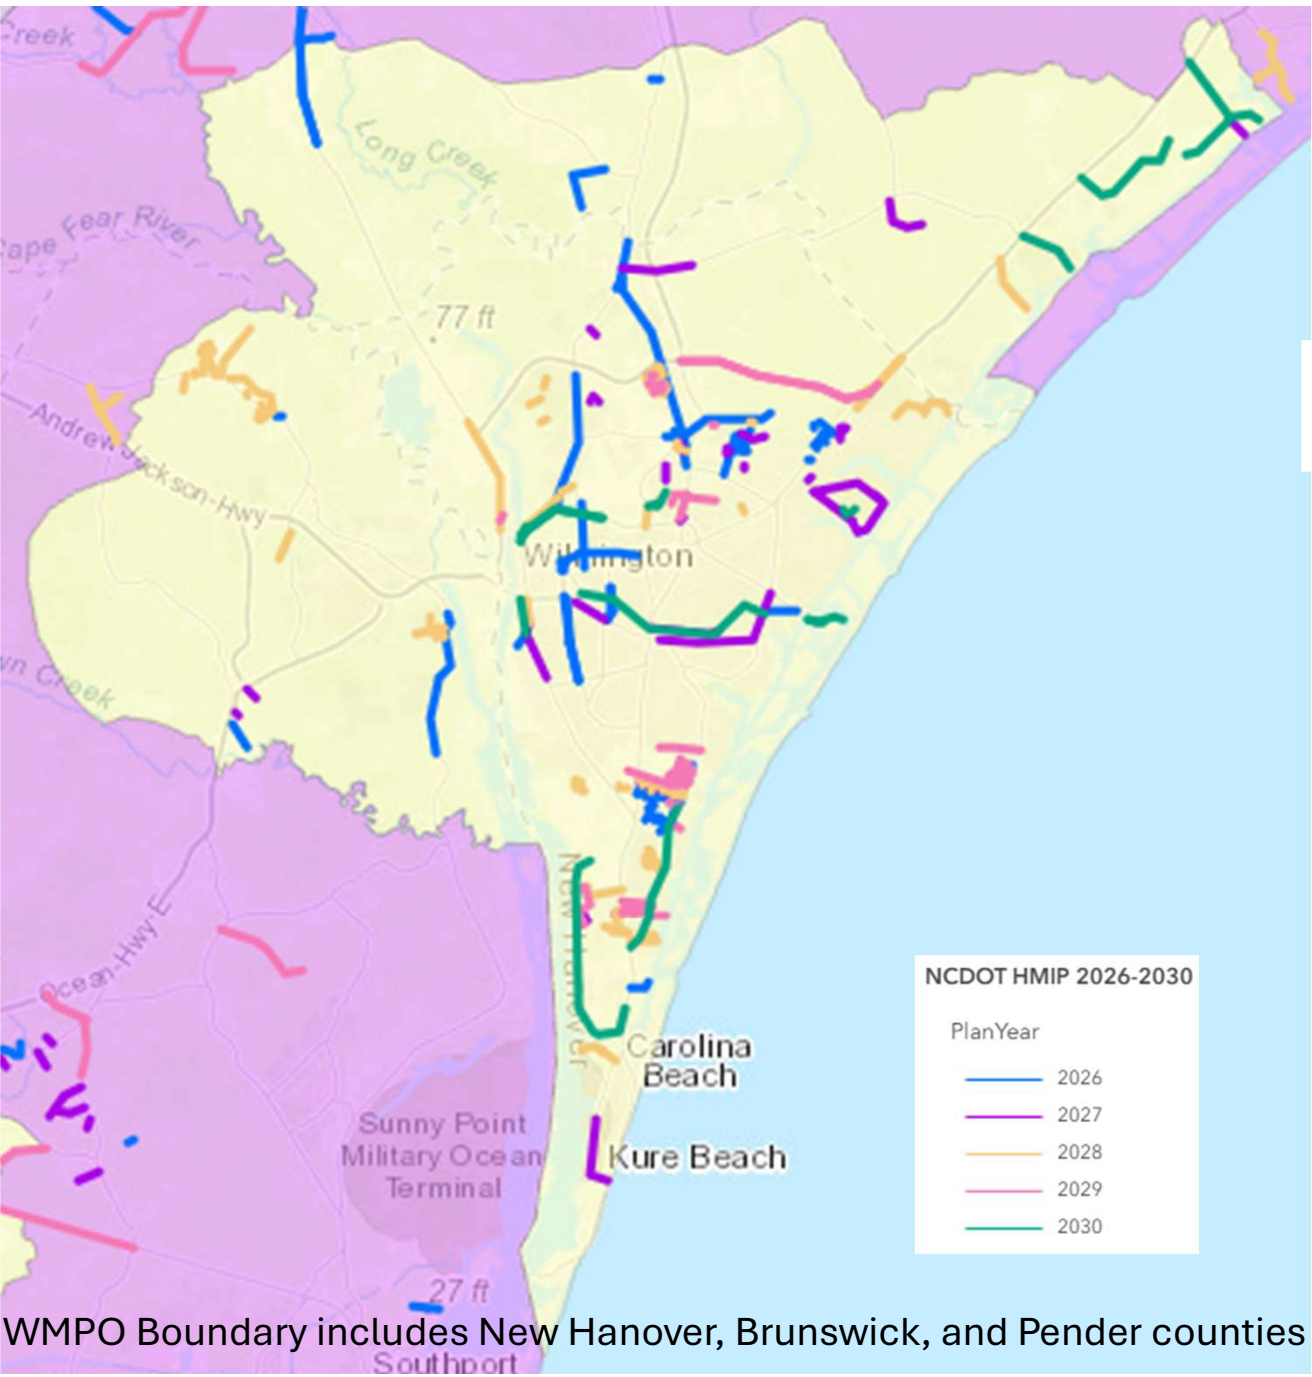 Creek
Long Creek
Cape Fear River
77 ft
Andrew Jackson-Hwy
Wilmington
wn Creek
New Hanover
Ocean-Hwy-E
NCDOT HMIP 2026-2030
PlanYear
2026
2027
2028
2029
2030
Carolina
Beach
Sunny Point
Military Ocean
Terminal
Kure Beach
27 ft
WMPO Boundary includes New Hanover, Brunswick, and Pender counties
Southport